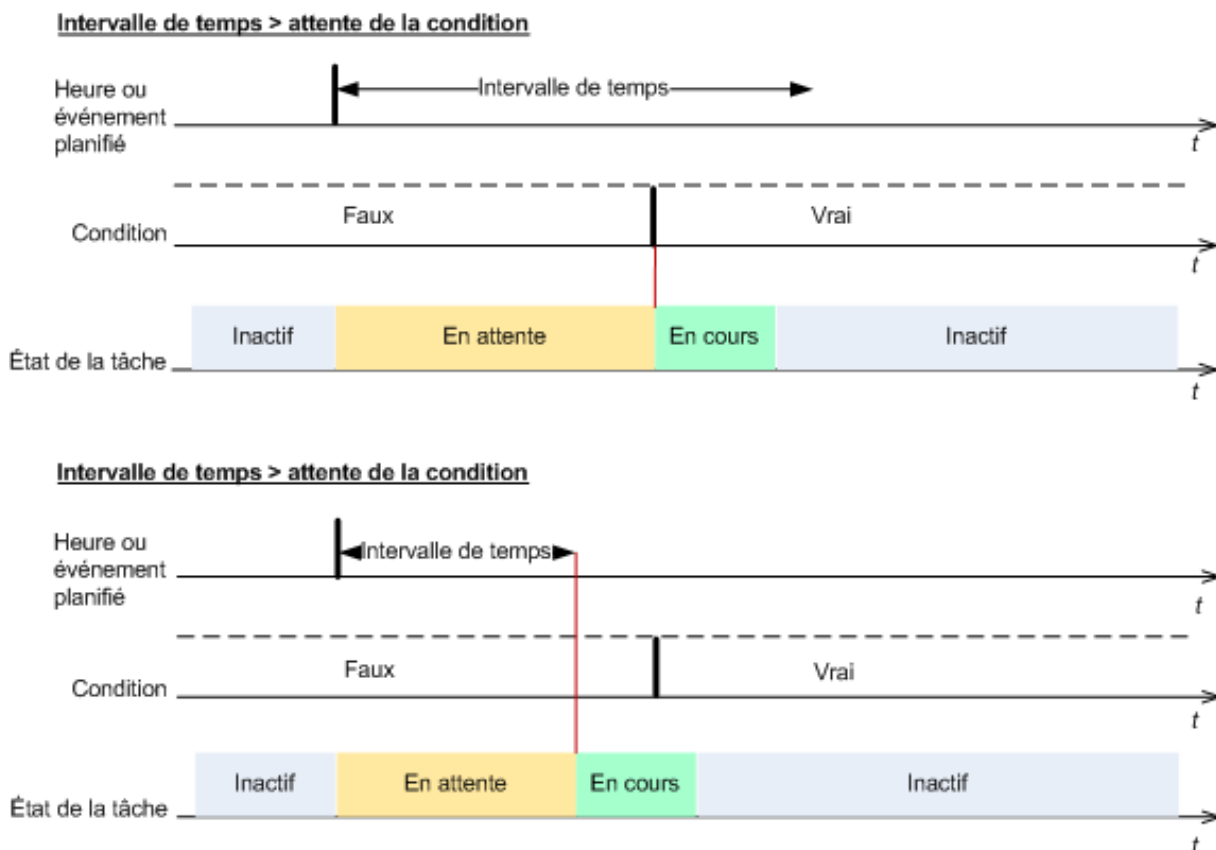 Intervalle de temps > attente de la condition
Heure ou
événement
planifié
Intervalle de temps
t
Condition
Faux
Vrai
t
État de la tâche
Inactif
En attente
En cours
Inactif
t
Intervalle de temps > attente de la condition
Heure ou
événement
planifié
Intervalle de temps
t
Condition
Faux
Vrai
t
État de la tâche
Inactif
En attente
En cours
Inactif
t